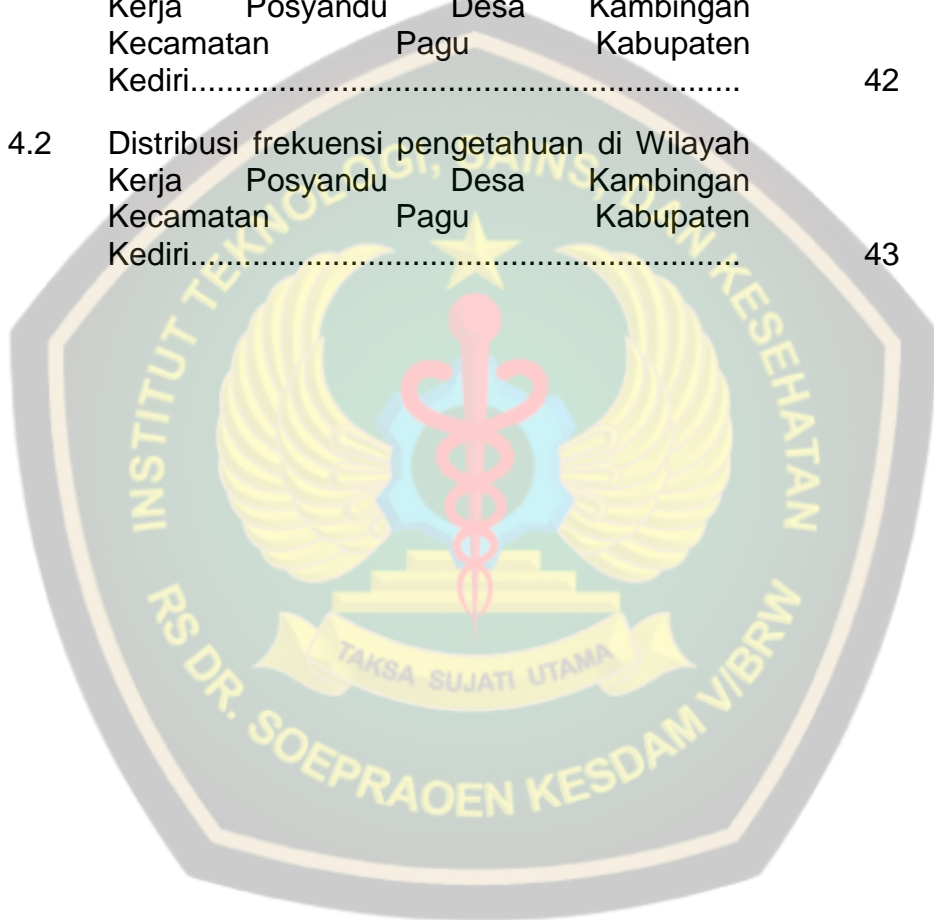 Kerja Posyandu Desa Kambingan
Kecamatan Pagu Kabupaten
Kediri............................................................... 42
4.2 Distribusi frekuensi pengetahuan di Wilayah
Kerja Posyandu Desa Kambingan
Kecamatan Pagu Kabupaten
Kediri............................................................... 43
INSTITUT TEKNOLOGI, SAINS, DAN KESEHATAN
TAKSA SUJATI UTAMA
RS DR. SOEPRAOEN KESDAM V/BRW